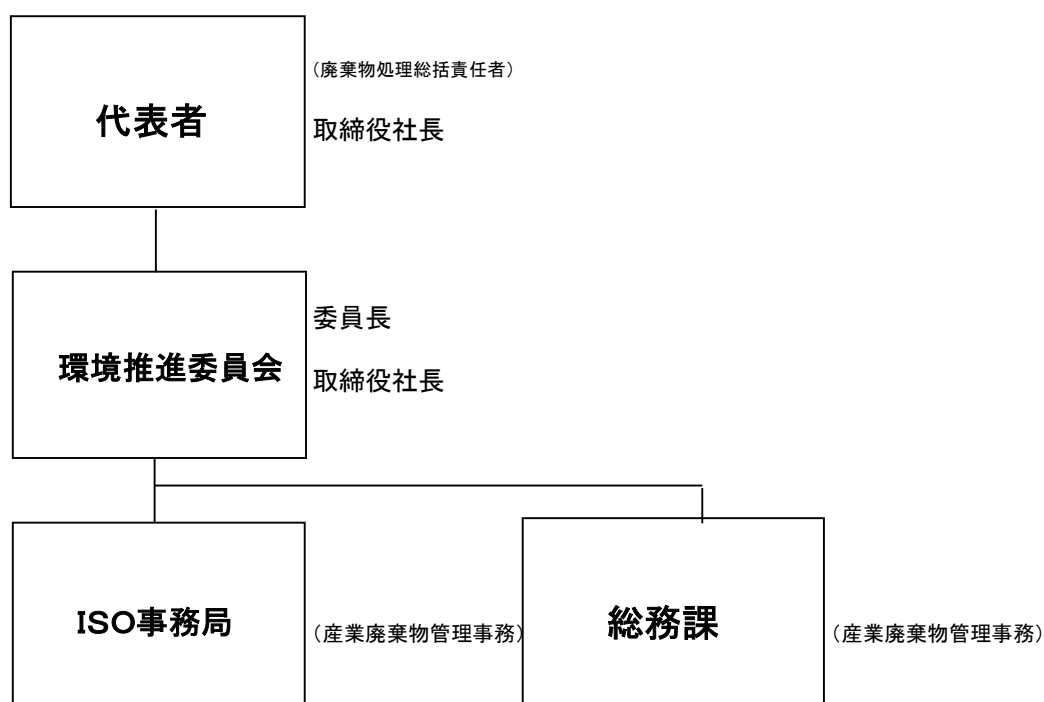 （廃棄物処理総括責任者）
代表者
取締役社長
委員長
環境推進委員会
取締役社長
ISO事務局
（産業廃棄物管理事務）
総務課
（産業廃棄物管理事務）